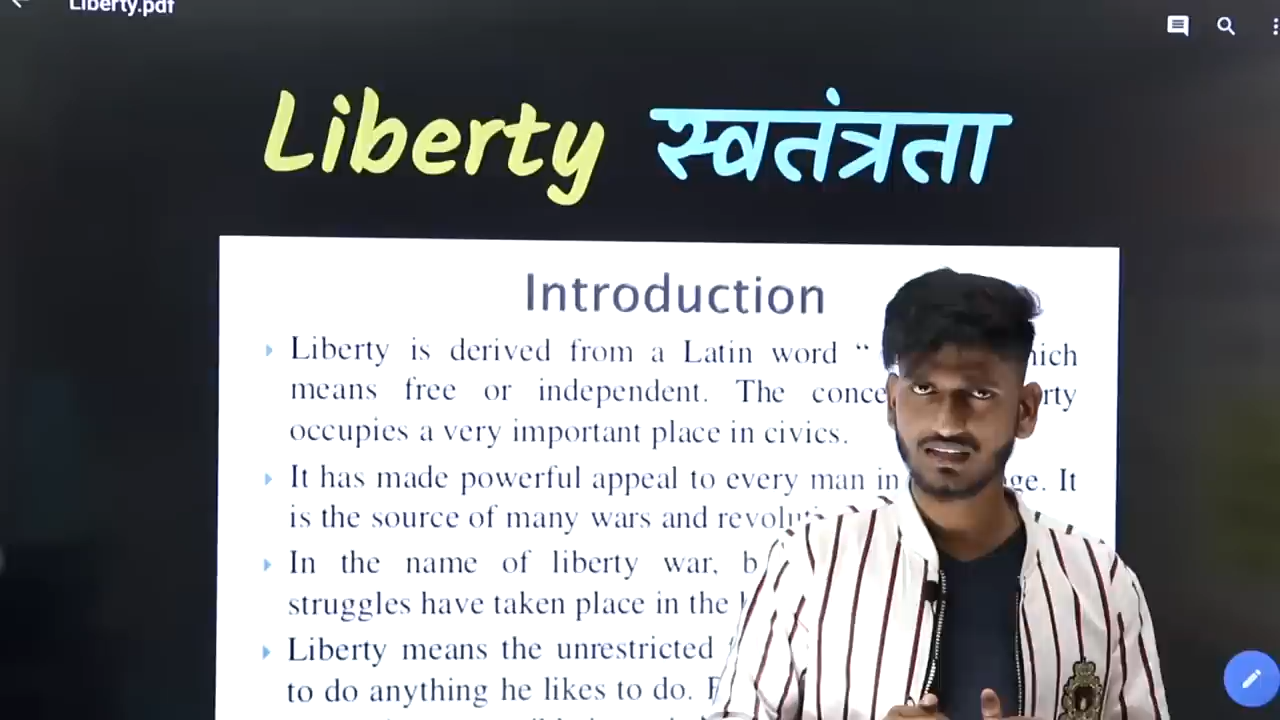 Liberty.pdf
Liberty स्वतंत्रता
Introduction
Liberty is derived from a Latin word “
means free or independent. The
occupies a very important place in civics.
It has made powerful appeal to every man in It
is the source of many wars and
In the name of liberty war,
struggles have taken place in the
Liberty means the unrestricted
to do anything he likes to do.